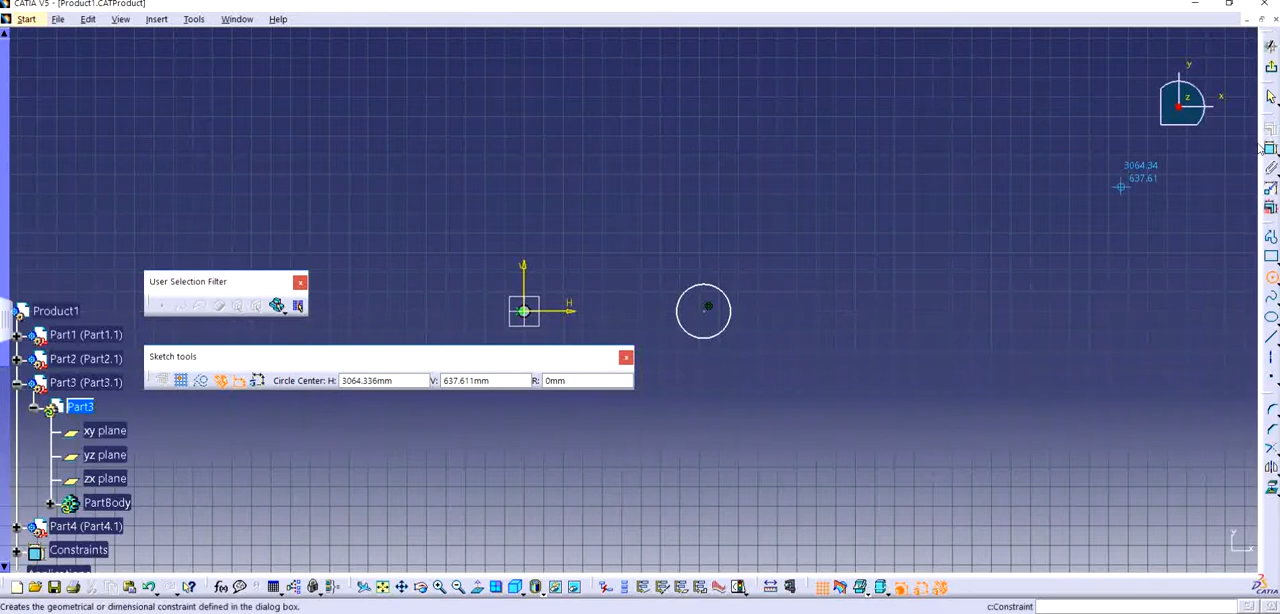 CATIA V5 - [Product1.CATProduct]
Start File Edit View Insert Tools Window Help
y
x
z
3064.34
637.61
User Selection Filter
H
Product1
Part1 (Part1.1)
Sketch tools
Part2 (Part2.1)
Circle Center: H: 3064.336mm V: 637.611mm R: 0mm
Part3 (Part3.1)
Part3
xy plane
yz plane
zx plane
PartBody
Part4 (Part4.1)
Constraints
y
x
Applications
f(x)
CATIA
Creates the geometrical or dimensional constraint defined in the dialog box.
c:Constraint